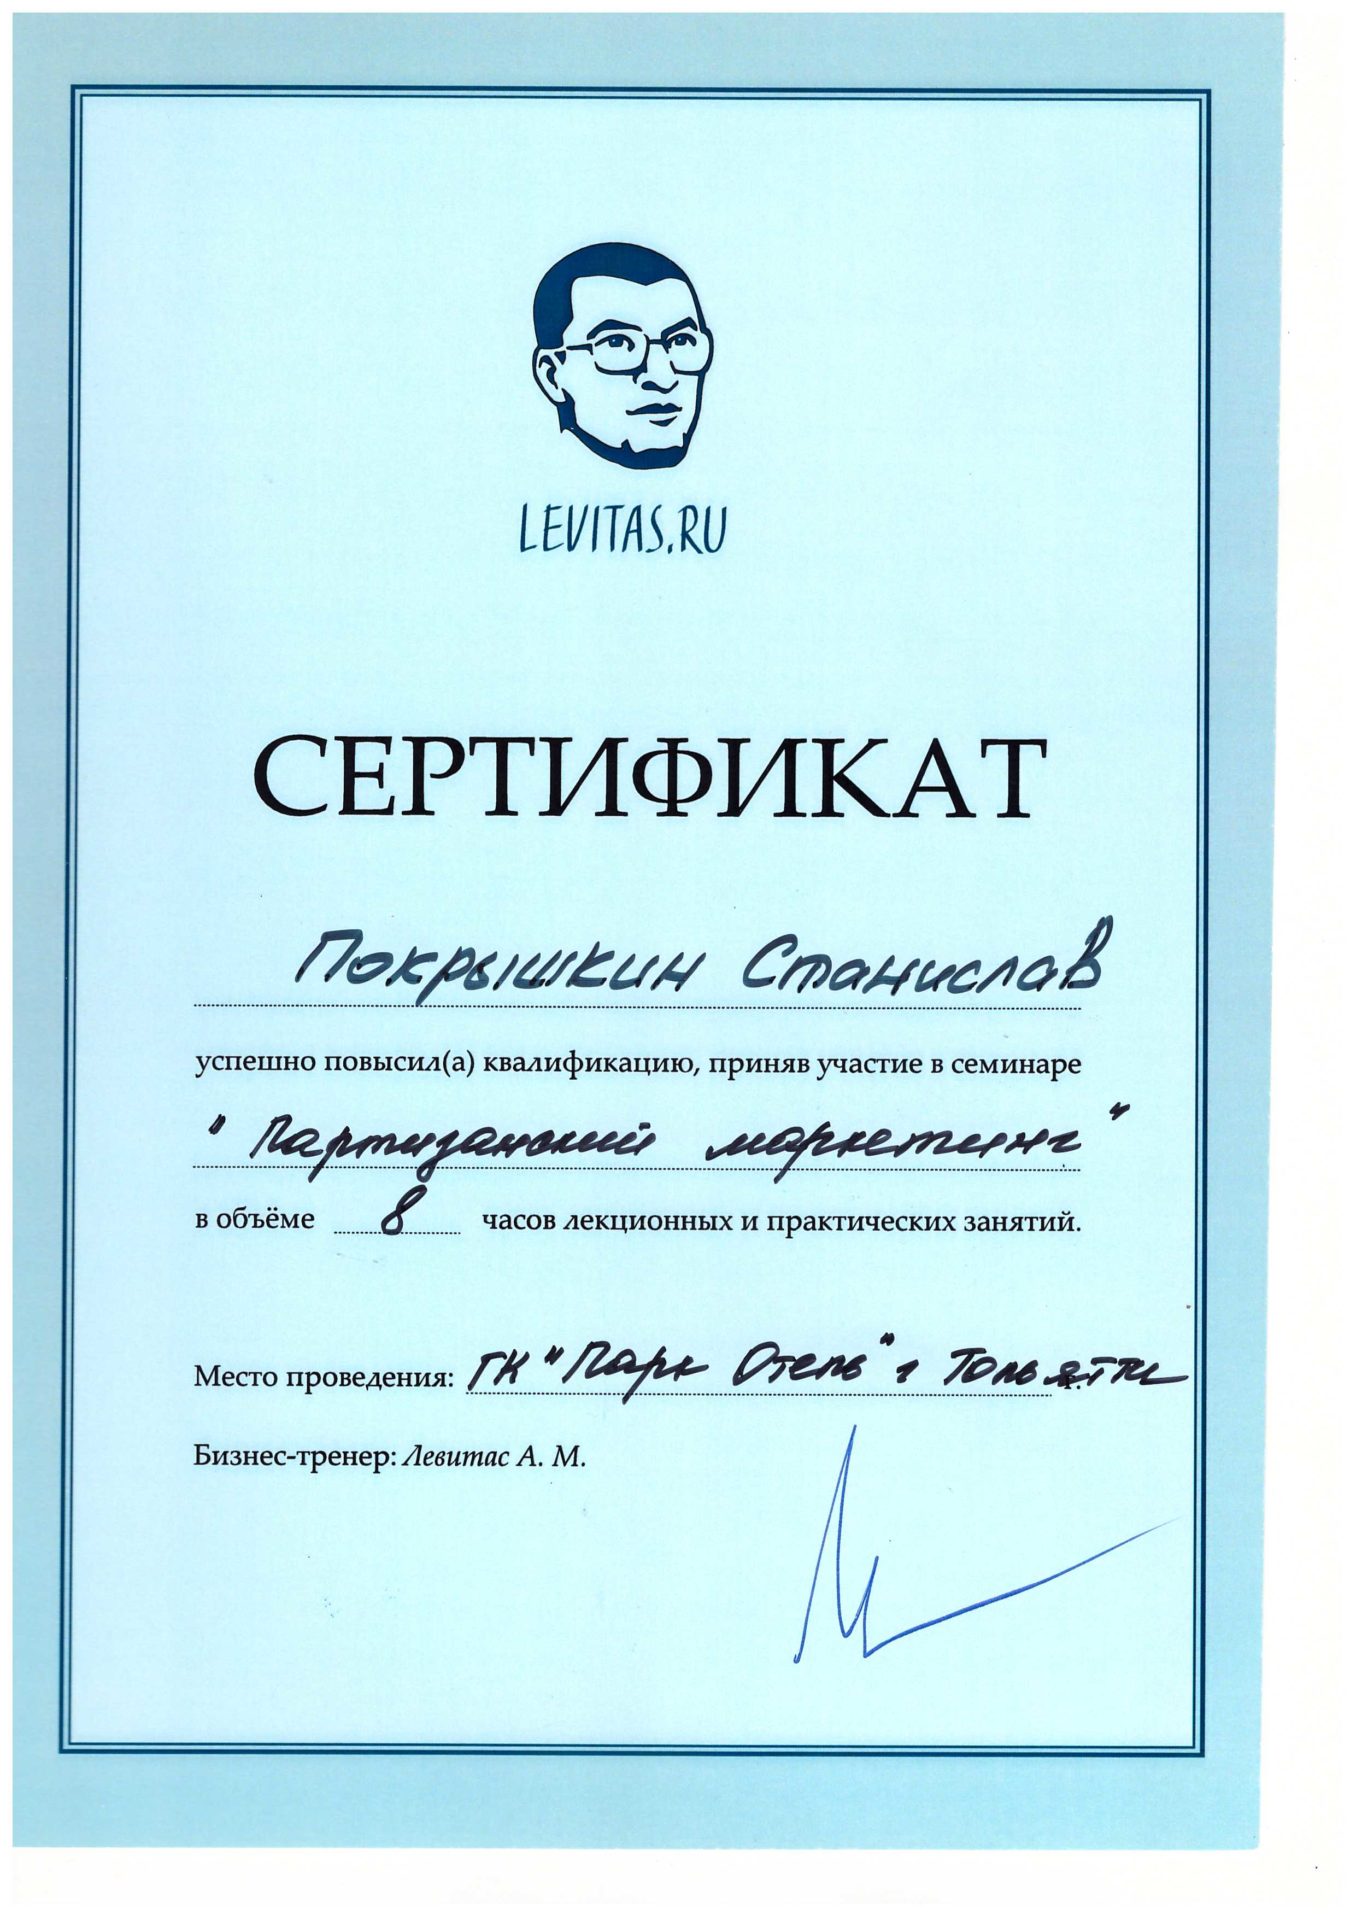 LEVITAS.RU
СЕРТИФИКАТ
Покрышкин Станислав
успешно повысил(а) квалификацию, приняв участие в семинаре
"Партизанский маркетинг"
в объёме 8 часов лекционных и практических занятий.
Место проведения: ГК "Парк Отель" г Тольятти
Бизнес-тренер: Левитас А. М.